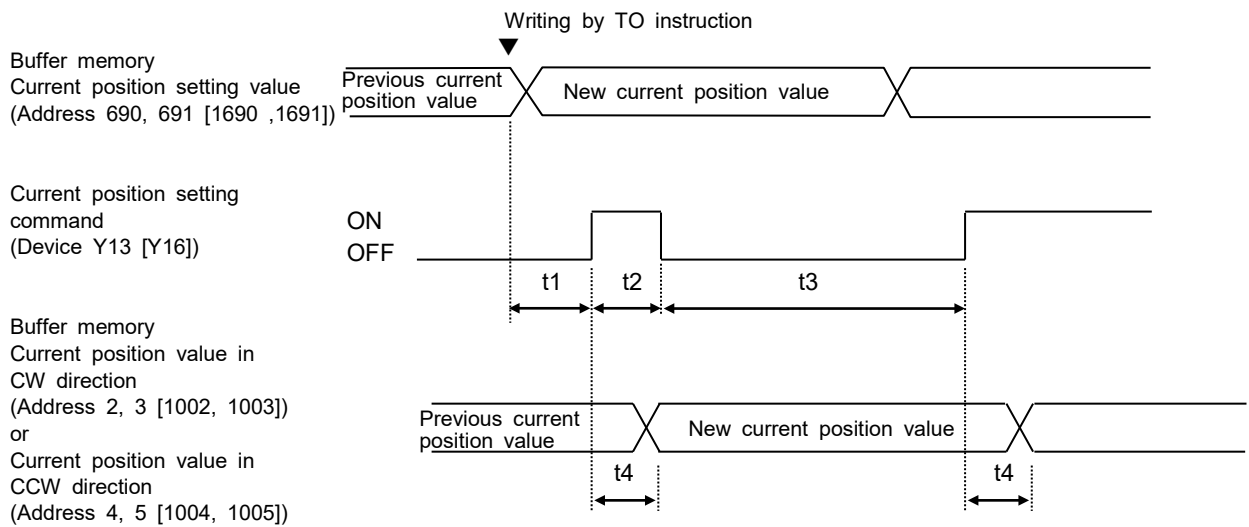 Writing by TO instruction
Buffer memory
Current position setting value
(Address 690, 691 [1690 ,1691])
Previous current
position value
New current position value
Current position setting
command
(Device Y13 [Y16])
ON
OFF
t1
t2
t3
Buffer memory
Current position value in
CW direction
(Address 2, 3 [1002, 1003])
or
Current position value in
CCW direction
(Address 4, 5 [1004, 1005])
Previous current
position value
New current position value
t4
t4